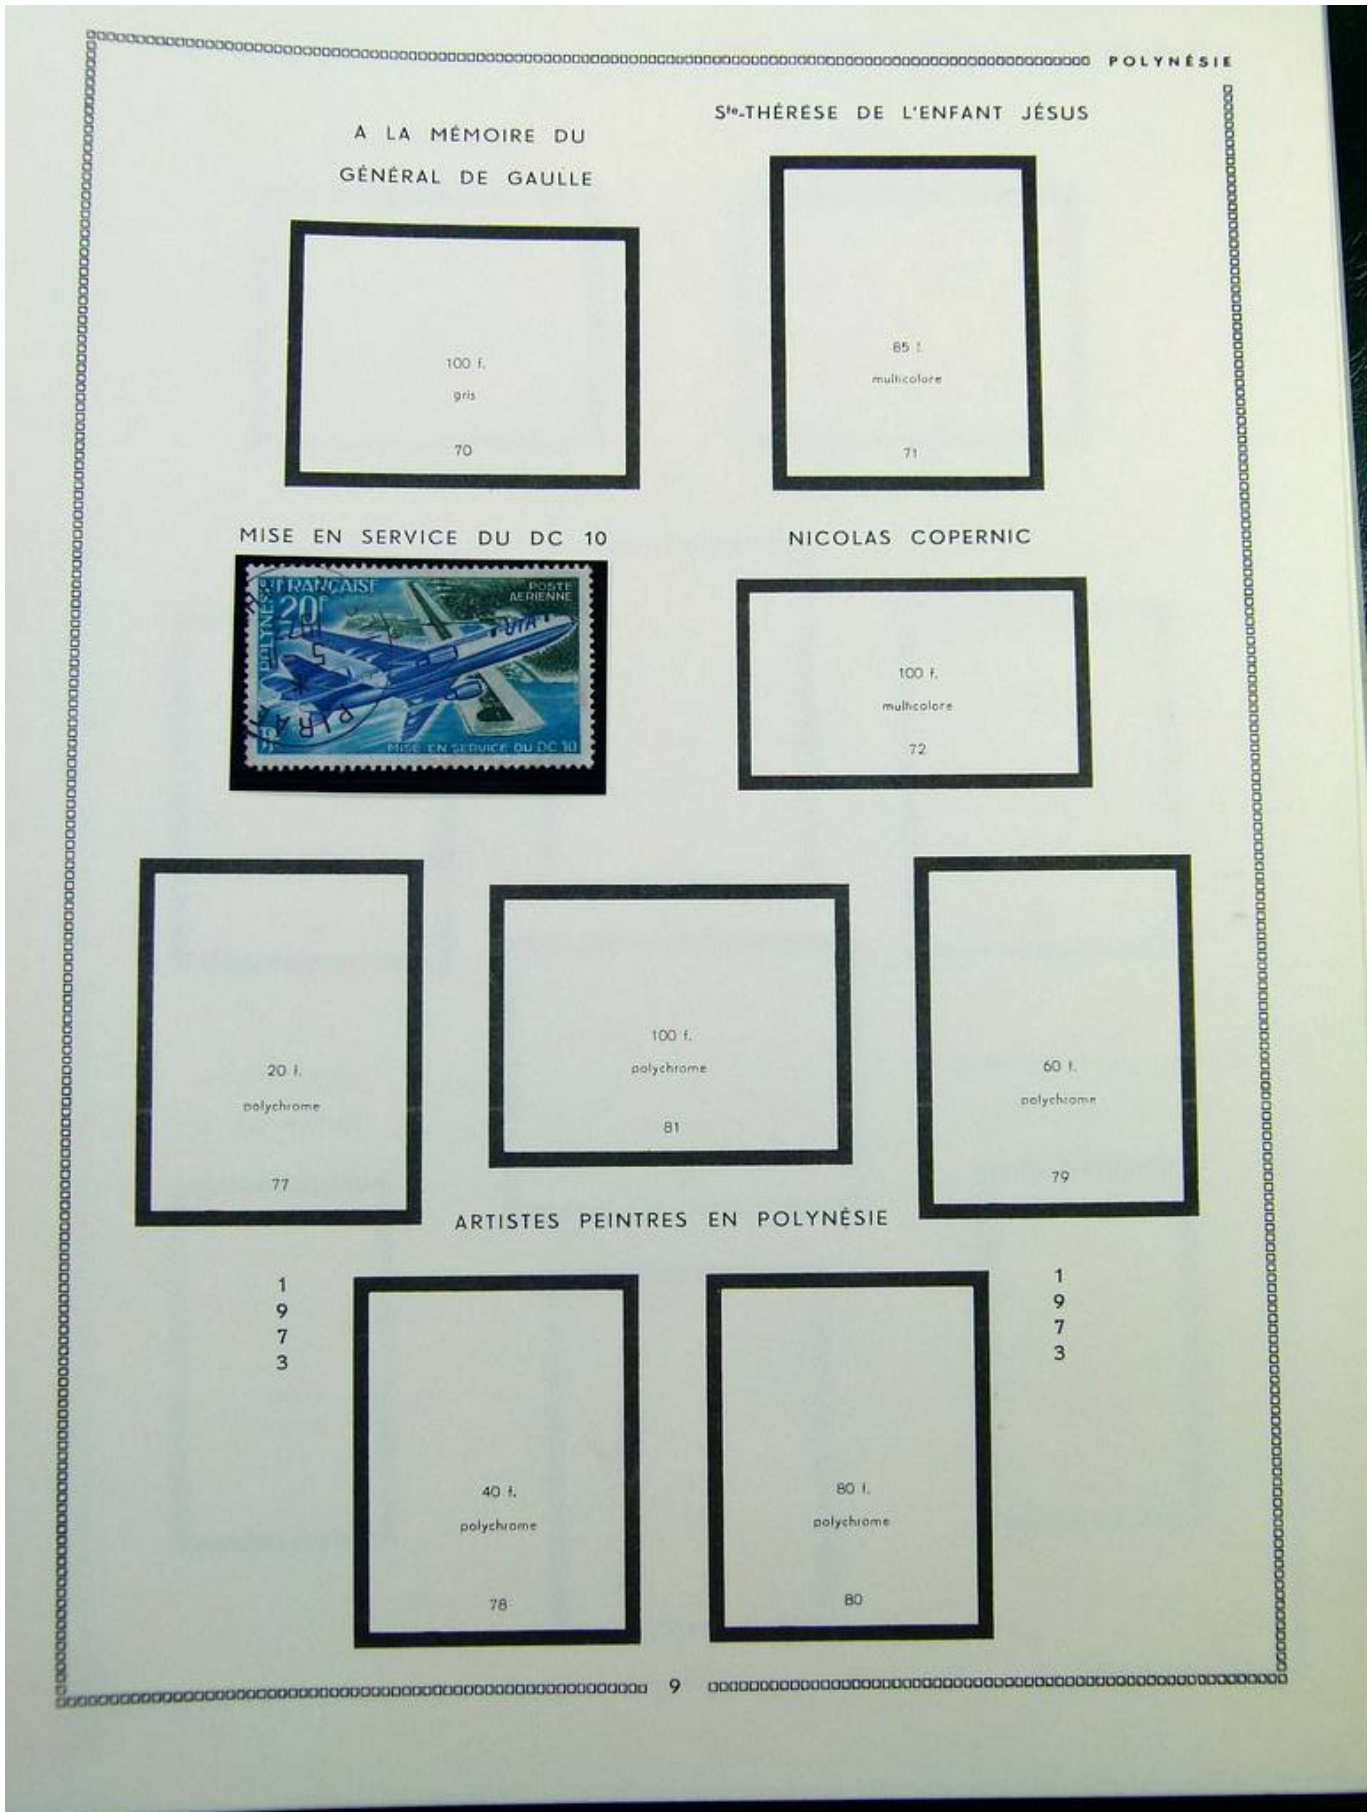 POLYNÉSIE
A LA MÉMOIRE DU
GÉNÉRAL DE GAULLE
Ste-THÉRÈSE DE L'ENFANT JÉSUS
100 f.
gris
70
85 f.
multicolore
71
MISE EN SERVICE DU DC 10
POLYNÉSIE FRANÇAISE
20F
POSTE
AERIENNE
UTA
MISE EN SERVICE DU DC 10
NICOLAS COPERNIC
100 f.
multicolore
72
20 f.
polychrome
77
100 f.
polychrome
81
60 f.
polychrome
79
ARTISTES PEINTRES EN POLYNÉSIE
1
9
7
3
40 f.
polychrome
78
80 f.
polychrome
80
1
9
7
3
9